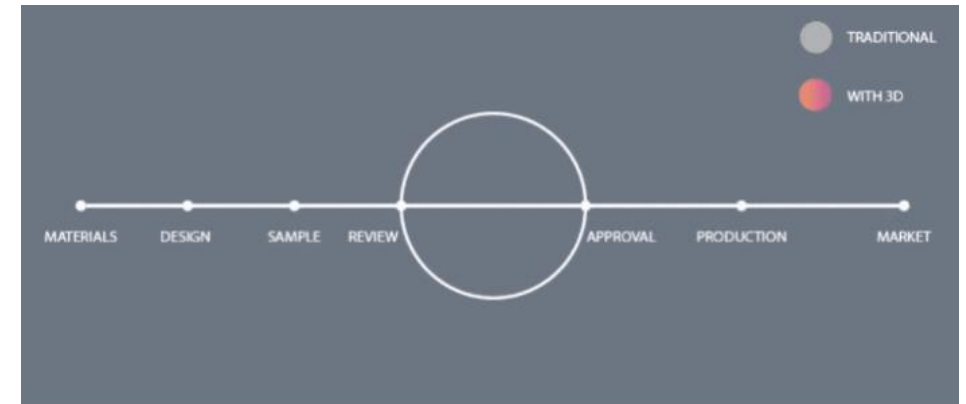 TRADITIONAL
WITH 3D
MATERIALS DESIGN SAMPLE REVIEW APPROVAL PRODUCTION MARKET